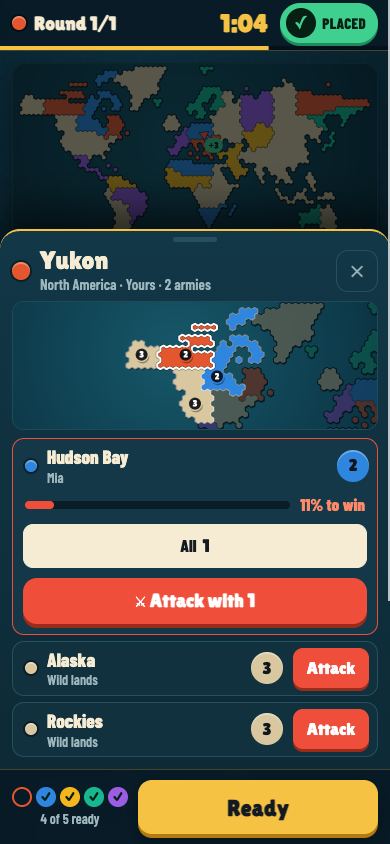 Round 1/1
1:04
✓ PLACED
+3
Yukon
North America · Yours · 2 armies
3
2
2
3
Hudson Bay
Mia
2
11% to win
All 1
⚔ Attack with 1
Alaska
Wild lands
3
Attack
Rockies
Wild lands
3
Attack
4 of 5 ready
Ready